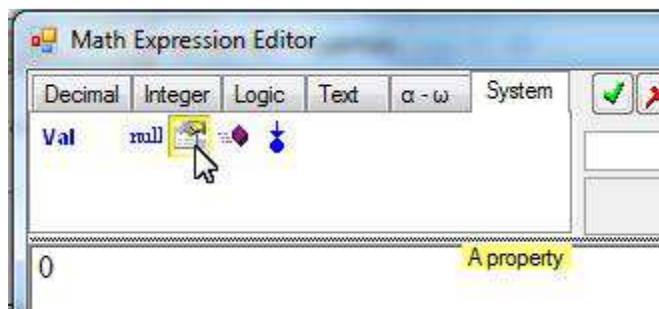 Math Expression Editor
Decimal Integer Logic Text α - ω System
Val null
A property
0